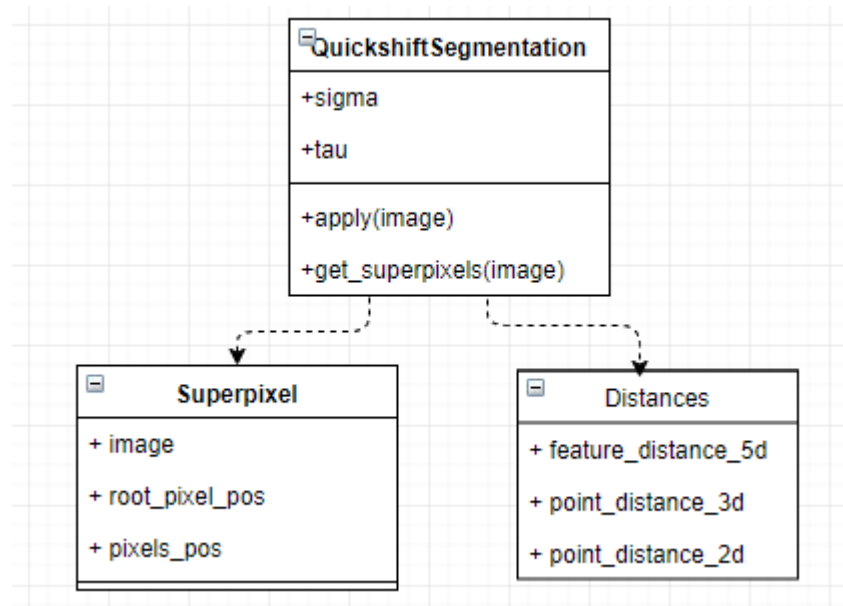 QuickshiftSegmentation
+sigma
+tau
+apply(image)
+get_superpixels(image)
Superpixel
+ image
+ root_pixel_pos
+ pixels_pos
Distances
+ feature_distance_5d
+ point_distance_3d
+ point_distance_2d